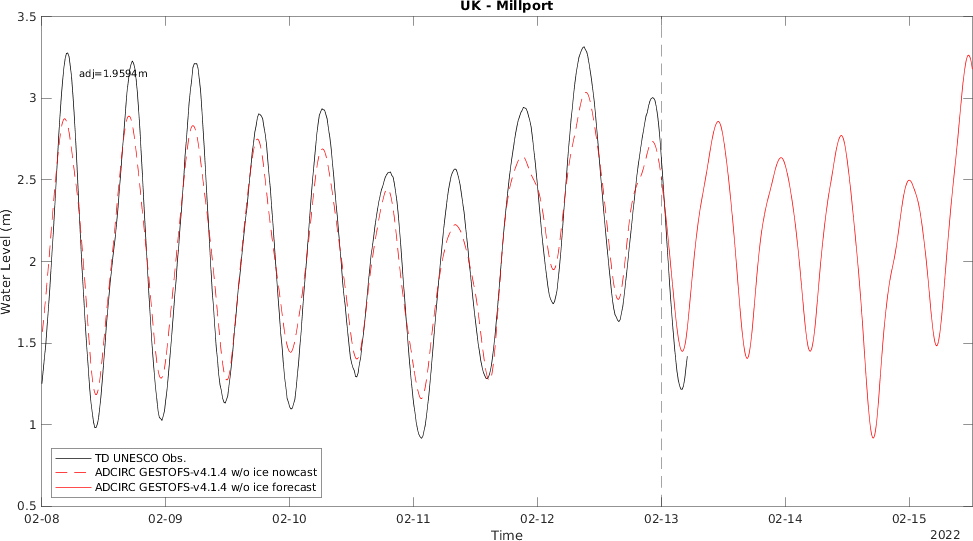 UK - Millport
3.5
3
2.5
2
1.5
1
0.5
Water Level (m)
adj=1.9594m
TD UNESCO Obs.
ADCIRC GESTOFS-v4.1.4 w/o ice nowcast
ADCIRC GESTOFS-v4.1.4 w/o ice forecast
02-08 02-09 02-10 02-11 02-12 02-13 02-14 02-15
Time
2022